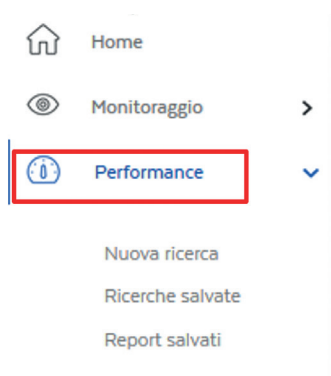 Home
Monitoraggio
Performance
Nuova ricerca
Ricerche salvate
Report salvati